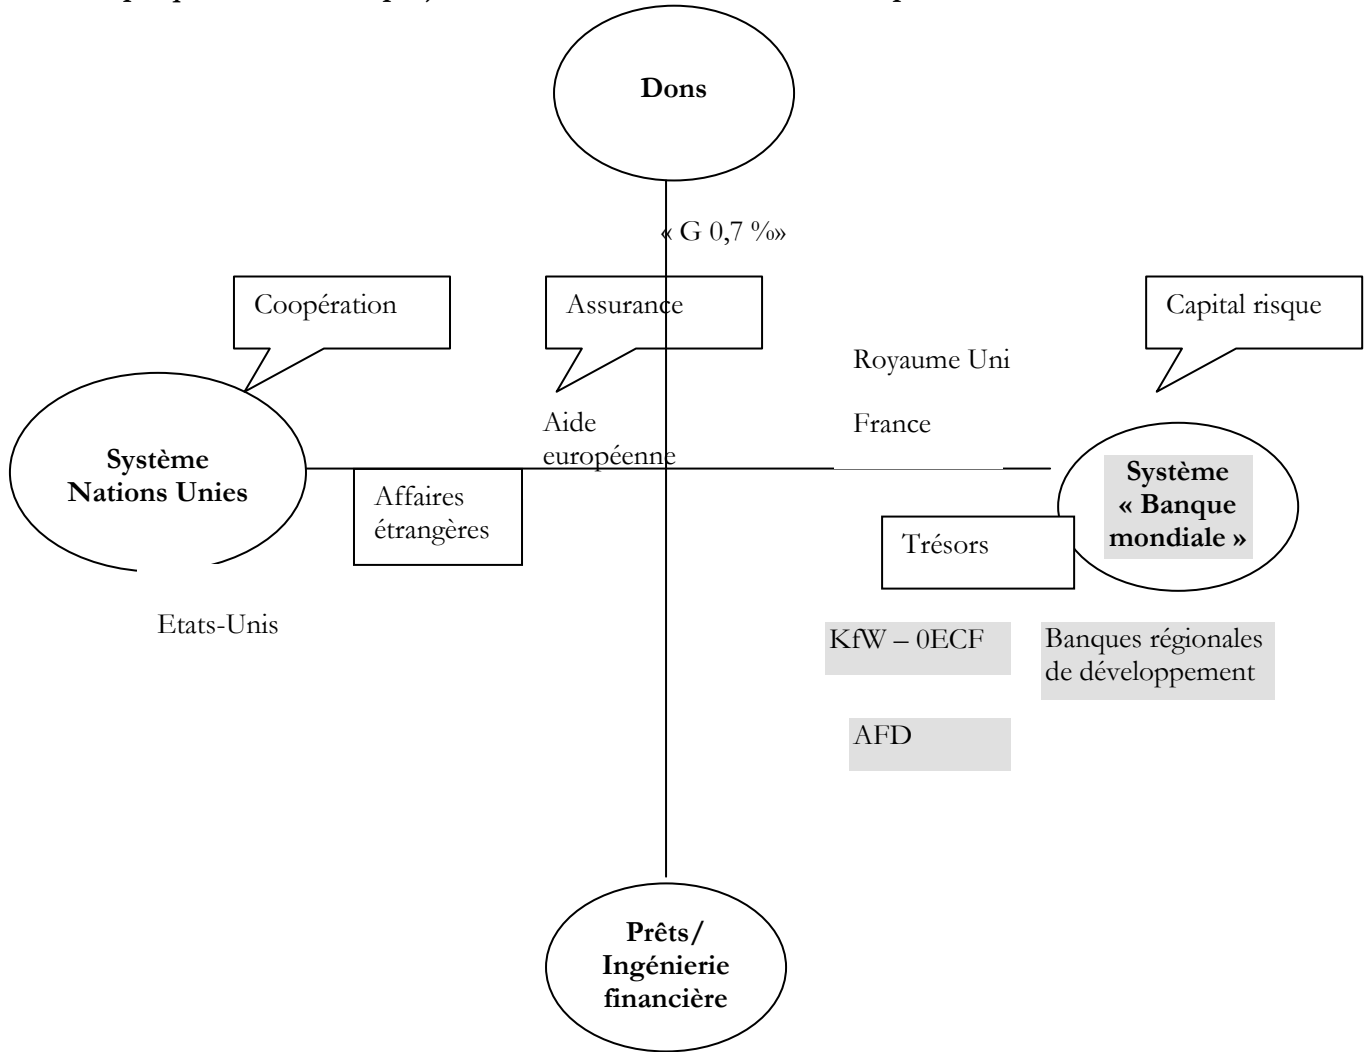 Dons
« G 0,7 %»
Coopération
Assurance
Capital risque
Royaume Uni
Aide
européenne
France
Système
Nations Unies
Système
« Banque
mondiale »
Affaires
étrangères
Trésors
Etats-Unis
KfW – 0ECF
Banques régionales
de développement
AFD
Prêts/
Ingénierie
financière